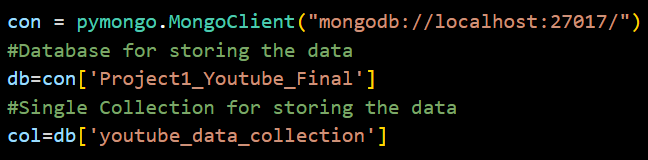 con = pymongo.MongoClient("mongodb://localhost:27017/")
#Database for storing the data
db=con['Project1_Youtube_Final']
#Single Collection for storing the data
col=db['youtube_data_collection']